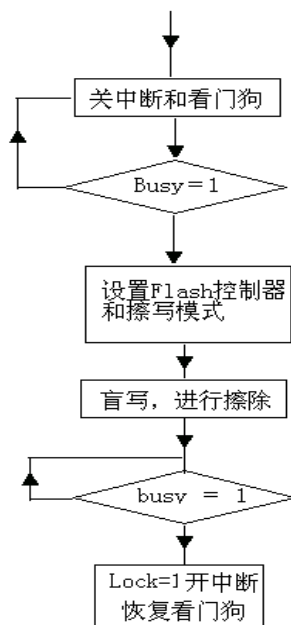 关中断和看门狗
Busy＝1
设置Flash控制器
和擦写模式
盲写，进行擦除
busy = 1
Lock=1开中断
恢复看门狗